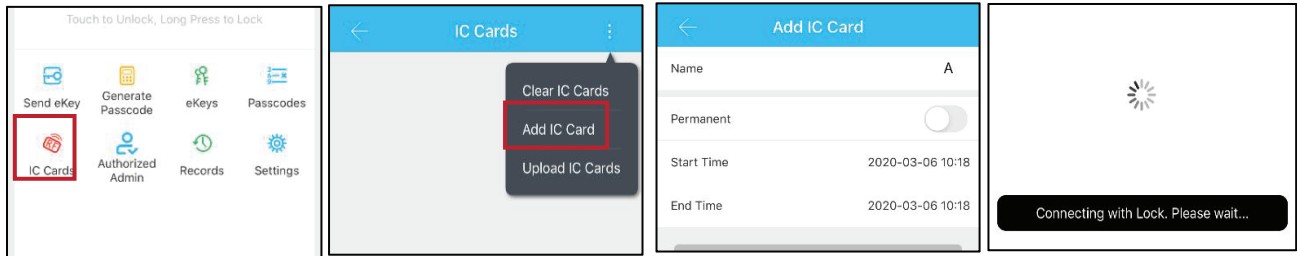 Touch to Unlock, Long Press to Lock
Send eKey
Generate
Passcode
eKeys
Passcodes
IC Cards
Authorized
Admin
Records
Settings
IC Cards
Clear IC Cards
Add IC Card
Upload IC Cards
Add IC Card
Name A
Permanent
Start Time 2020-03-06 10:18
End Time 2020-03-06 10:18
Connecting with Lock. Please wait...